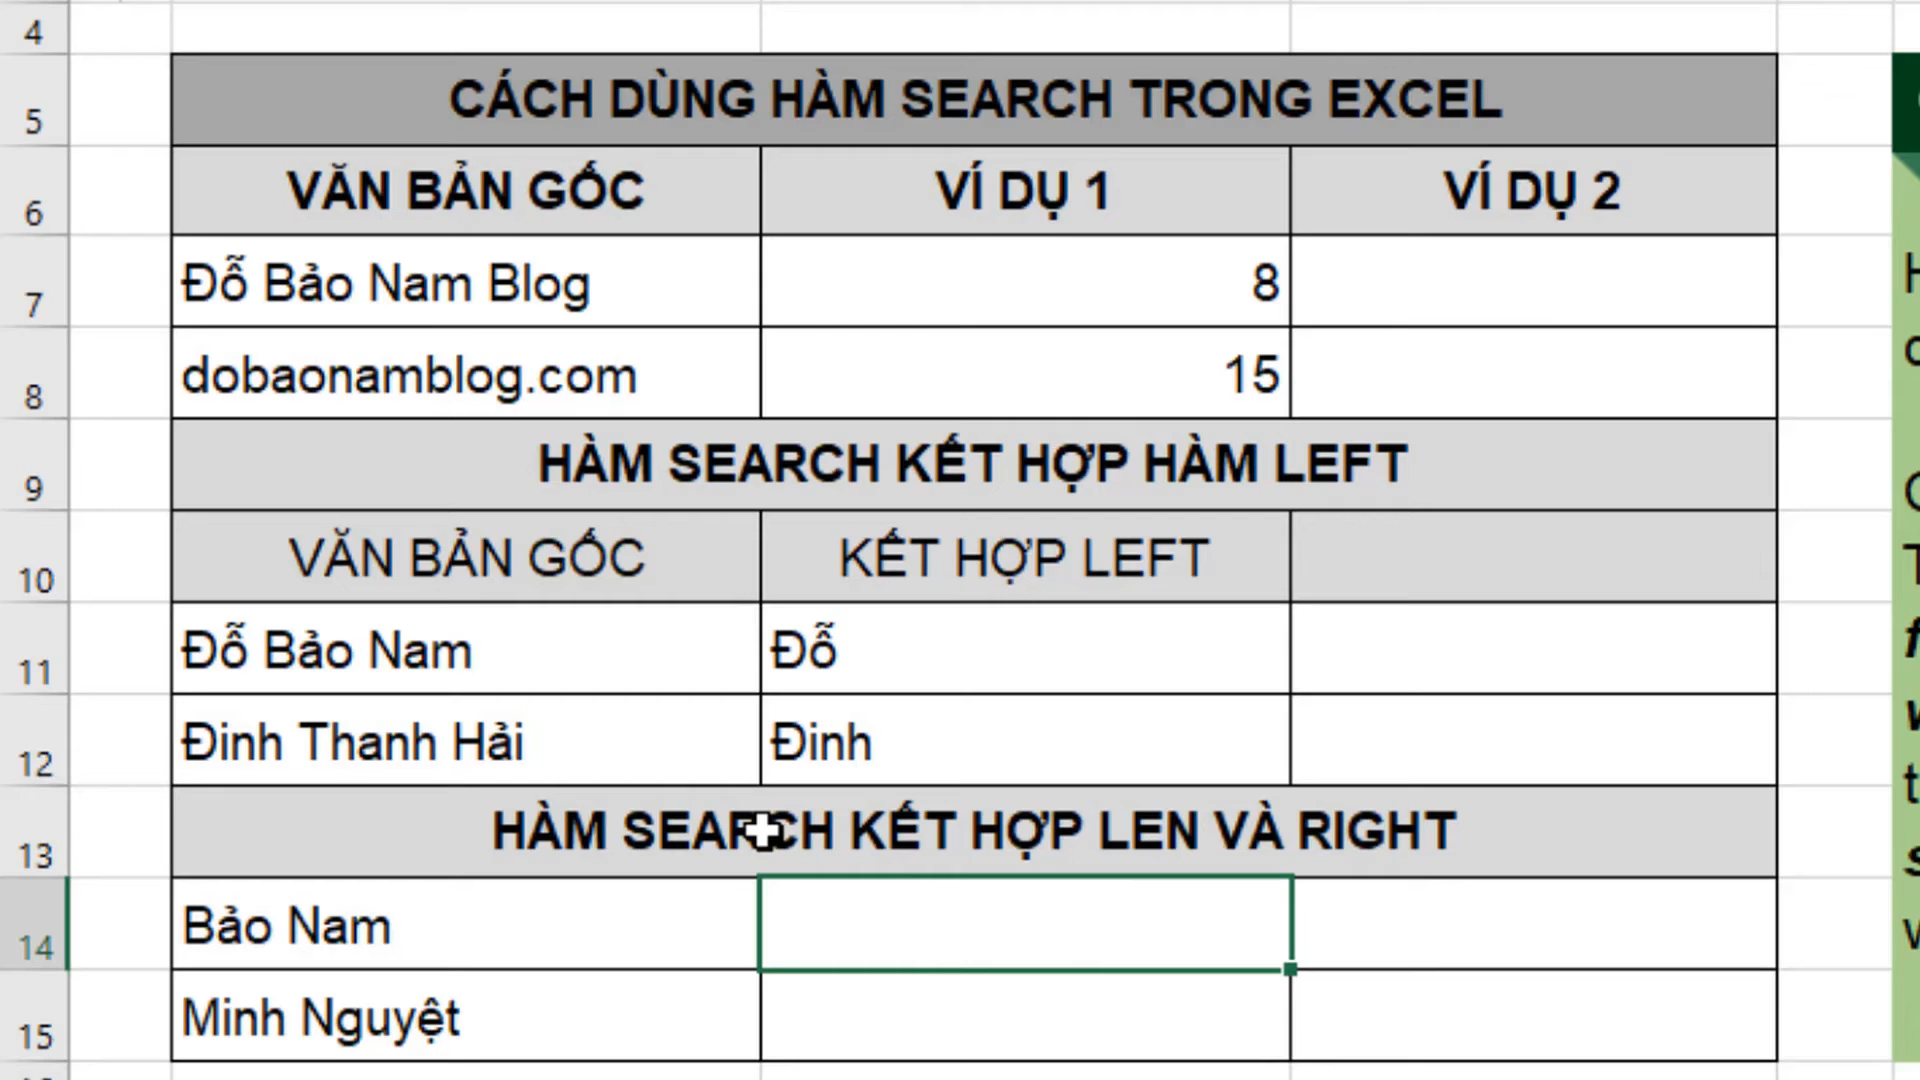 4
5 CÁCH DÙNG HÀM SEARCH TRONG EXCEL
6 VĂN BẢN GỐC VÍ DỤ 1 VÍ DỤ 2
7 Đỗ Bảo Nam Blog 8
8 dobaonamblog.com 15
9 HÀM SEARCH KẾT HỢP HÀM LEFT
10 VĂN BẢN GỐC KẾT HỢP LEFT
11 Đỗ Bảo Nam Đỗ
12 Đinh Thanh Hải Đinh
13 HÀM SEARCH KẾT HỢP LEN VÀ RIGHT
14 Bảo Nam
15 Minh Nguyệt